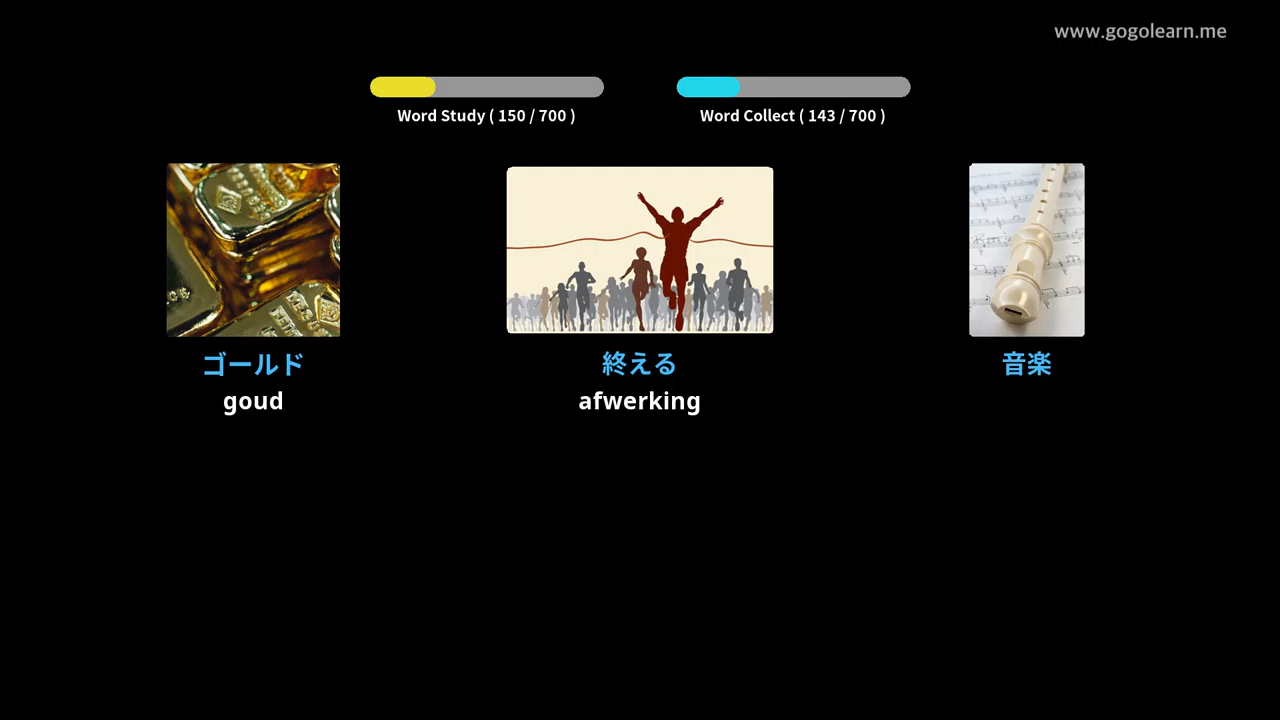 www.gogolearn.me
Word Study ( 150 / 700 )
Word Collect ( 143 / 700 )
ゴールド
goud
終える
afwerking
音楽